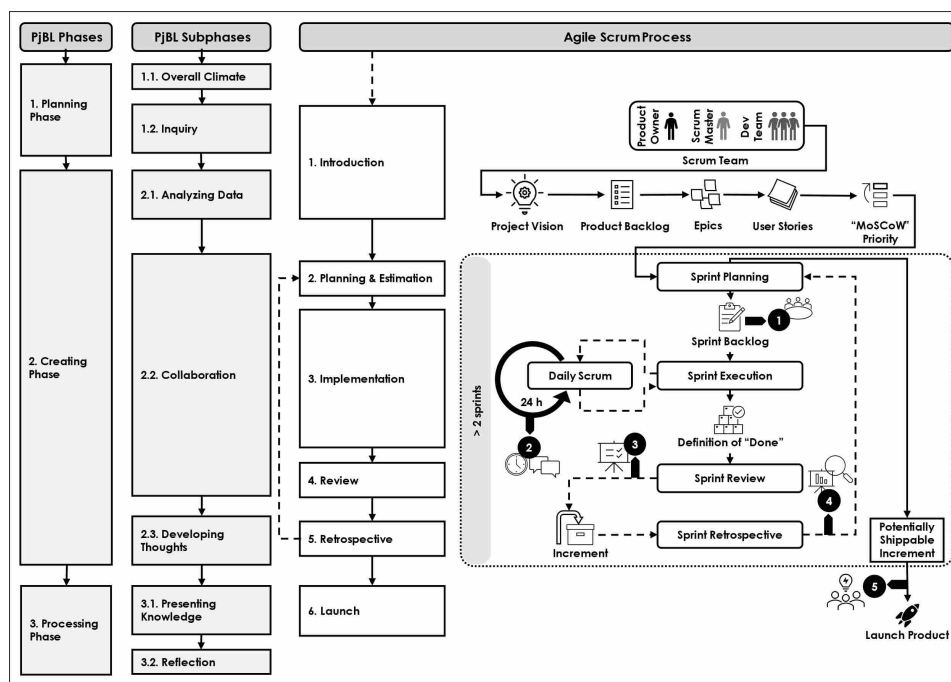 PjBL Phases
PjBL Subphases
Agile Scrum Process
1. Planning
Phase
2. Creating
Phase
3. Processing
Phase
1.1. Overall Climate
1.2. Inquiry
2.1. Analyzing Data
2.2. Collaboration
2.3. Developing
Thoughts
3.1. Presenting
Knowledge
3.2. Reflection
1. Introduction
2. Planning & Estimation
3. Implementation
4. Review
5. Retrospective
6. Launch
Product
Owner
Scrum
Master
Dev
Team
Scrum Team
Project Vision
Product Backlog
Epics
User Stories
“MoSCoW”
Priority
> 2 sprints
Sprint Planning
1
Sprint Backlog
Daily Scrum
24 h
2
Sprint Execution
Definition of “Done”
3
Sprint Review
4
Increment
Sprint Retrospective
Potentially
Shippable
Increment
5
Launch Product